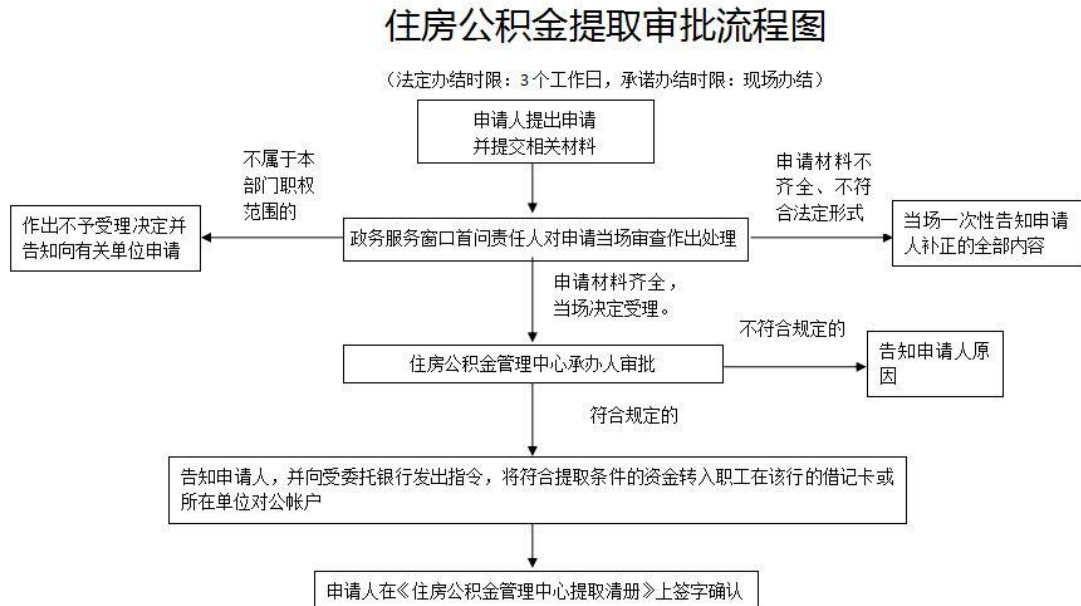 住房公积金提取审批流程图
（法定办结时限：3个工作日，承诺办结时限：现场办结）
申请人提出申请
并提交相关材料
不属于本
部门职权
范围的
申请材料不
齐全、不符
合法定形式
作出不予受理决定并
告知向有关单位申请
政务服务窗口首问责任人对申请当场审查作出处理
当场一次性告知申请
人补正的全部内容
申请材料齐全，
当场决定受理。
不符合规定的
住房公积金管理中心承办人审批
告知申请人原
因
符合规定的
告知申请人，并向受委托银行发出指令，将符合提取条件的资金转入职工在该行的借记卡或
所在单位对公帐户
申请人在《住房公积金管理中心提取清册》上签字确认